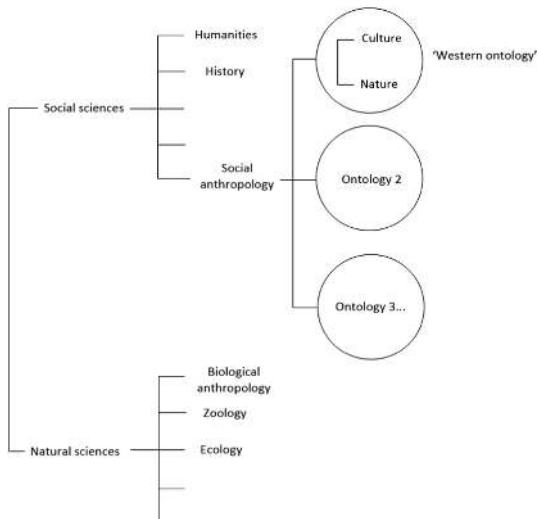 Humanities
History
Social sciences
Social
anthropology
Culture
Nature
'Western ontology'
Ontology 2
Ontology 3...
Biological
anthropology
Zoology
Natural sciences
Ecology